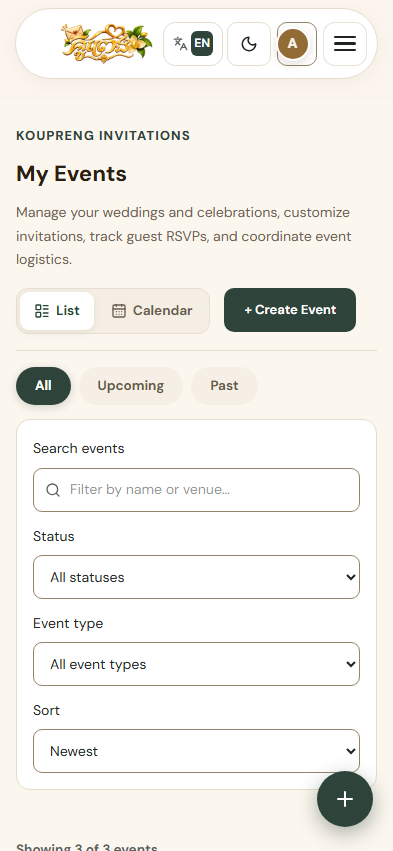 EN
A
KOUPRENG INVITATIONS
My Events
Manage your weddings and celebrations, customize
invitations, track guest RSVPs, and coordinate event
logistics.
List
Calendar
+ Create Event
All
Upcoming
Past
Search events
Filter by name or venue...
Status
All statuses
Event type
All event types
Sort
Newest
Showing 3 of 3 events